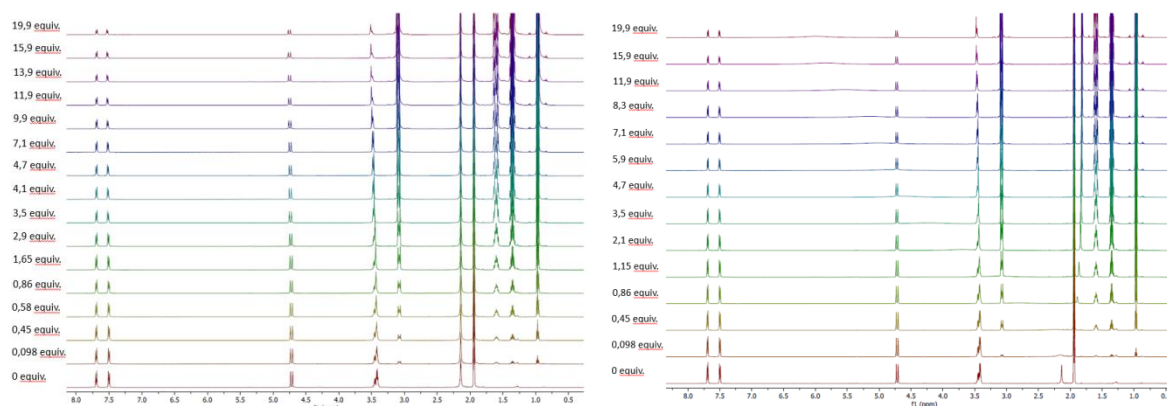 19,9 equiv.
15,9 equiv.
13,9 equiv.
11,9 equiv.
9,9 equiv.
7,1 equiv.
4,7 equiv.
4,1 equiv.
3,5 equiv.
2,9 equiv.
1,65 equiv.
0,86 equiv.
0,58 equiv.
0,45 equiv.
0,098 equiv.
0 equiv.
8.0 7.5 7.0 6.5 6.0 5.5 5.0 4.5 4.0 3.5 3.0 2.5 2.0 1.5 1.0 0.5
19,9 equiv.
15,9 equiv.
11,9 equiv.
8,3 equiv.
7,1 equiv.
5,9 equiv.
4,7 equiv.
3,5 equiv.
2,1 equiv.
1,15 equiv.
0,86 equiv.
0,45 equiv.
0,098 equiv.
0 equiv.
8.0 7.5 7.0 6.5 6.0 5.5 5.0 4.5 4.0 3.5 3.0 2.5 2.0 1.5 1.0
f1 (ppm)